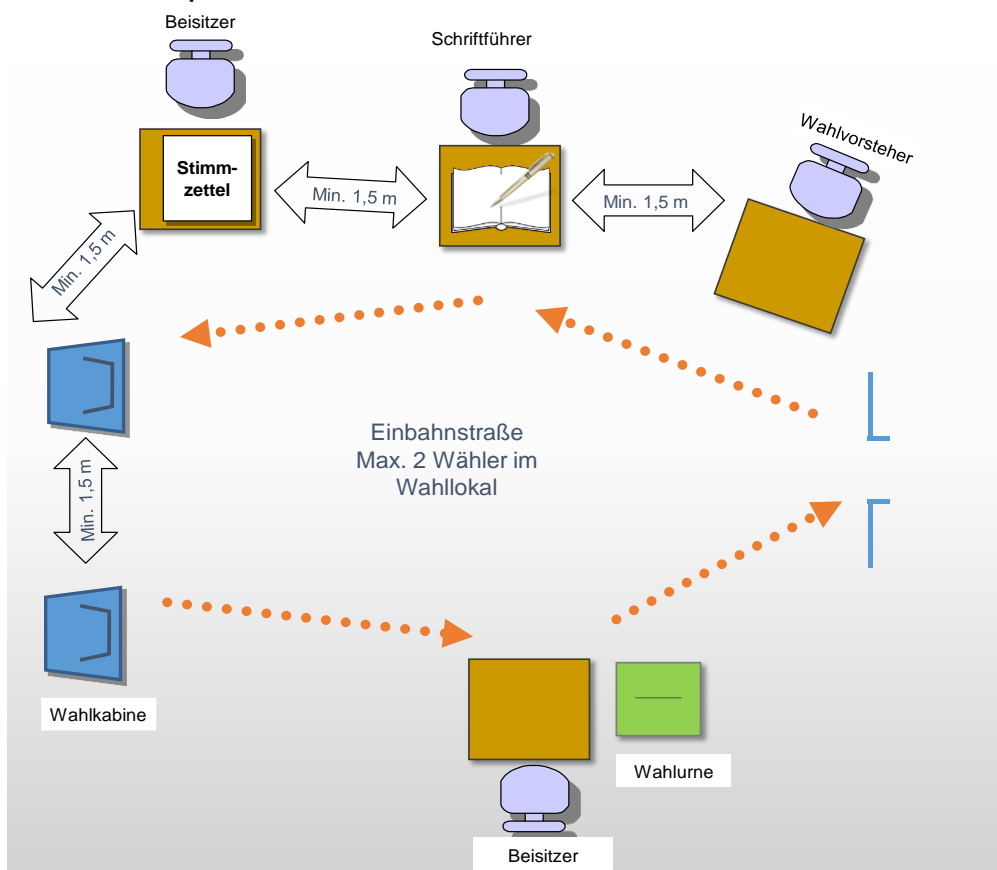 Beisitzer
Schriftführer
Wahlvorsteher
Stimm-
zettel
Min. 1,5 m
Min. 1,5 m
Min. 1,5 m
Einbahnstraße
Max. 2 Wähler im
Wahllokal
Min. 1,5 m
Wahlkabine
Wahlurne
Beisitzer